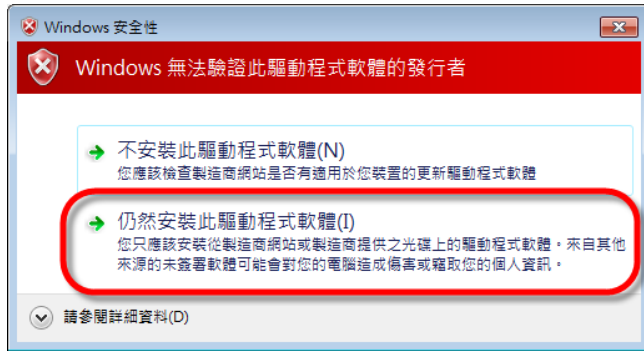 Windows 安全性
Windows 無法驗證此驅動程式軟體的發行者
不安裝此驅動程式軟體(N)
您應該檢查製造商網站是否有適用於您裝置的更新驅動程式軟體
仍然安裝此驅動程式軟體(I)
您只應該安裝從製造商網站或製造商提供之光碟上的驅動程式軟體。來自其他
來源的未簽署軟體可能會對您的電腦造成傷害或竊取您的個人資訊。
請參閱詳細資料(D)